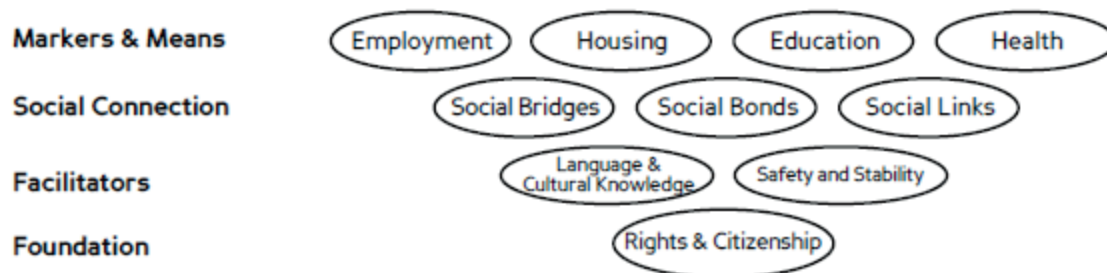 Markers & Means Employment Housing Education Health
Social Connection Social Bridges Social Bonds Social Links
Facilitators Language &
Cultural Knowledge Safety and Stability
Foundation Rights & Citizenship